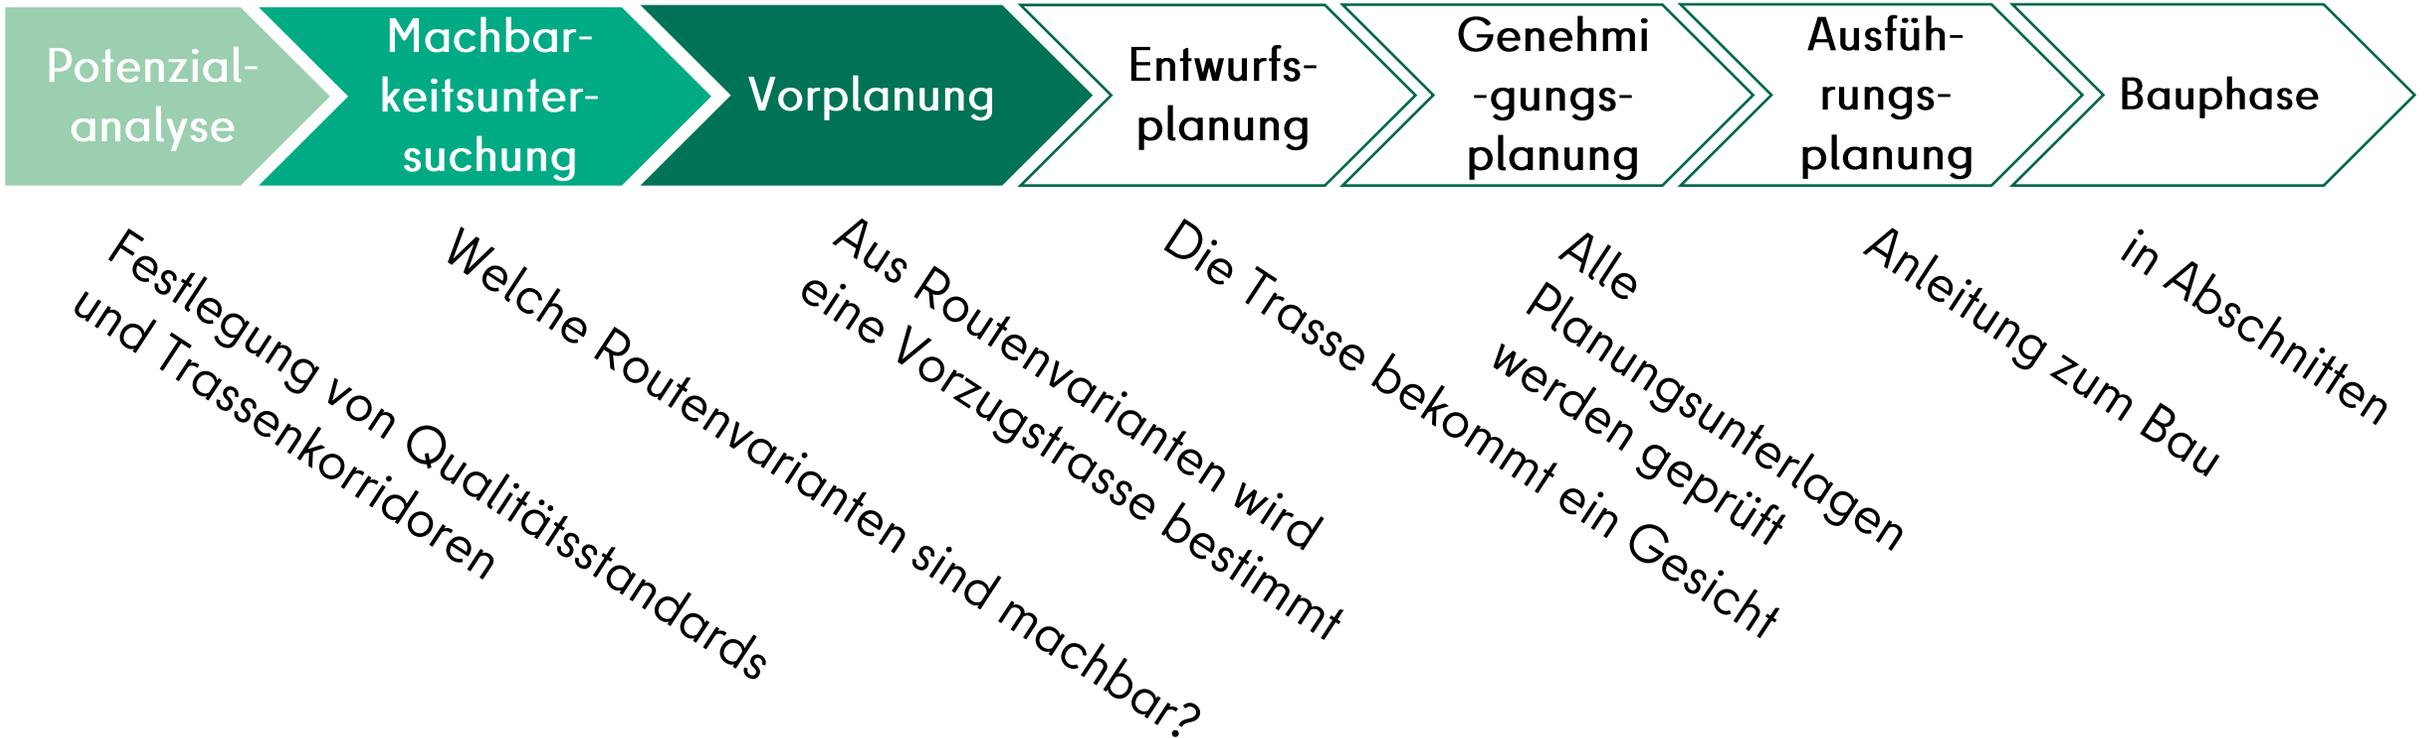 Potenzial-
analyse
Machbar-
keitsunter-
suchung
Vorplanung
Entwurfs-
planung
Genehmi
-gungs-
planung
Ausfüh-
rungs-
planung
Bauphase
Festlegung von Qualitätsstandards
und Trassenkorridoren
Welche Routenvarianten sind machbar?
Aus Routenvarianten wird
eine Vorzugstrasse bestimmt
Die Trasse bekommt ein Gesicht
Alle
Planungsunterlagen
werden geprüft
Anleitung zum Bau
in Abschnitten